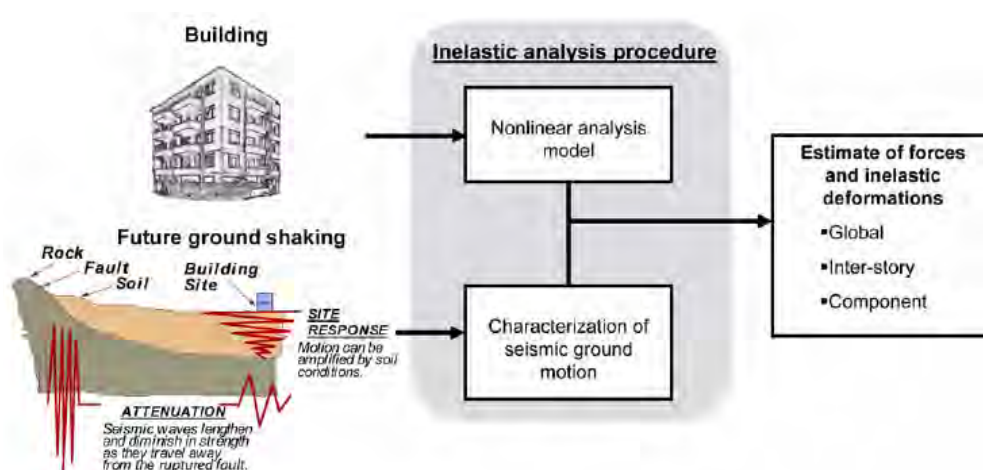 Building
Inelastic analysis procedure
Nonlinear analysis
model
Estimate of forces
and inelastic
deformations
▪Global
▪Inter-story
▪Component
Future ground shaking
Rock
Fault
Soil
Building
Site
SITE
RESPONSE
Motion can be
amplified by soil
conditions.
Characterization of
seismic ground
motion
ATTENUATION
Seismic waves lengthen
and diminish in strength
as they travel away
from the ruptured fault.